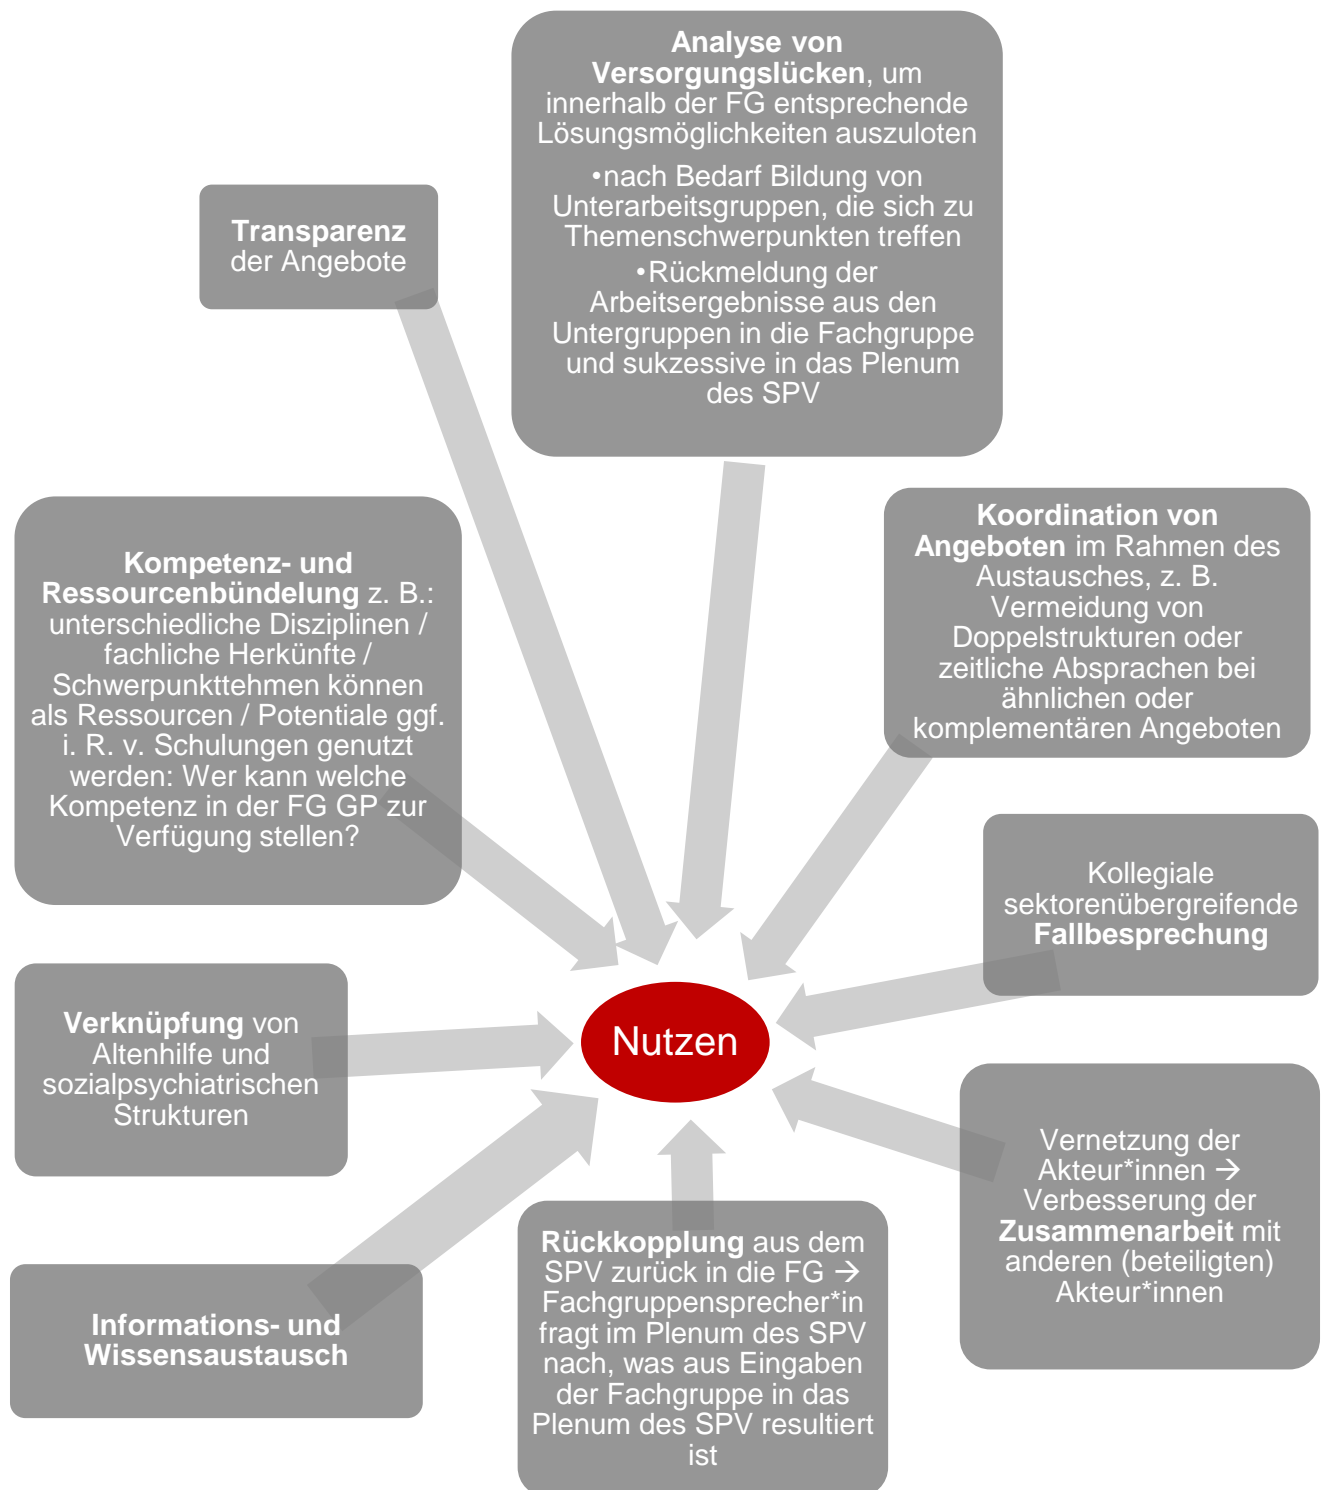 Analyse von
Versorgungslücken, um
innerhalb der FG entsprechende
Lösungsmöglichkeiten auszuloten
•nach Bedarf Bildung von
Unterarbeitsgruppen, die sich zu
Themenschwerpunkten treffen
•Rückmeldung der
Arbeitsergebnisse aus den
Untergruppen in die Fachgruppe
und sukzessive in das Plenum
des SPV
Transparenz
der Angebote
Kompetenz- und
Ressourcenbündelung z. B.:
unterschiedliche Disziplinen /
fachliche Herkünfte /
Schwerpunkttehmen können
als Ressourcen / Potentiale ggf.
i. R. v. Schulungen genutzt
werden: Wer kann welche
Kompetenz in der FG GP zur
Verfügung stellen?
Koordination von
Angeboten im Rahmen des
Austausches, z. B.
Vermeidung von
Doppelstrukturen oder
zeitliche Absprachen bei
ähnlichen oder
komplementären Angeboten
Kollegiale
sektorenübergreifende
Fallbesprechung
Verknüpfung von
Altenhilfe und
sozialpsychiatrischen
Strukturen
Nutzen
Vernetzung der
Akteur*innen →
Verbesserung der
Zusammenarbeit mit
anderen (beteiligten)
Akteur*innen
Informations- und
Wissensaustausch
Rückkopplung aus dem
SPV zurück in die FG →
Fachgruppensprecher*in
fragt im Plenum des SPV
nach, was aus Eingaben
der Fachgruppe in das
Plenum des SPV resultiert
ist